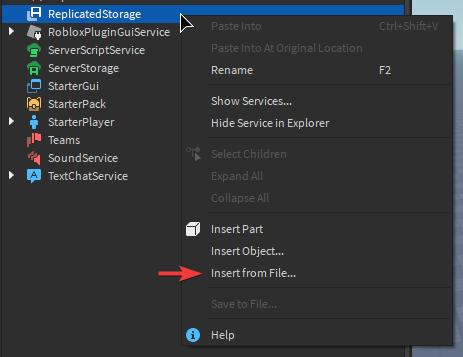 ReplicatedStorage
RobloxPluginGuiService
ServerScriptService
ServerStorage
StarterGui
StarterPack
StarterPlayer
Teams
SoundService
TextChatService
Paste Into Ctrl+Shift+V
Paste Into At Original Location
Rename F2
Show Services...
Hide Service in Explorer
Select Children
Expand All
Collapse All
Insert Part
Insert Object...
Insert from File...
Save to File...
Help